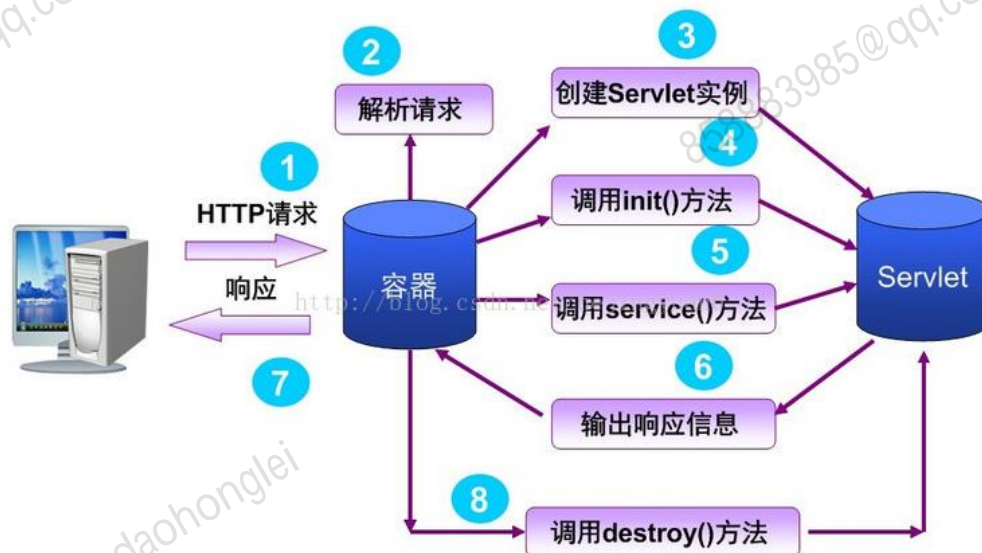 1
HTTP请求
2
解析请求
3
创建Servlet实例
4
调用init()方法
5
调用service()方法
6
输出响应信息
7
响应
8
调用destroy()方法
容器
Servlet
http://blog.csdn.ne
daohonglei
@qq.co
qq.c